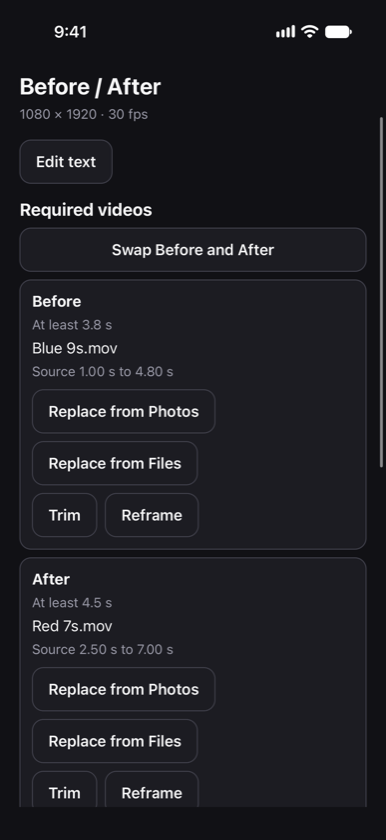 9:41
Before / After
1080 × 1920 · 30 fps
Edit text
Required videos
Swap Before and After
Before
At least 3.8 s
Blue 9s.mov
Source 1.00 s to 4.80 s
Replace from Photos
Replace from Files
Trim Reframe
After
At least 4.5 s
Red 7s.mov
Source 2.50 s to 7.00 s
Replace from Photos
Replace from Files
Trim Reframe